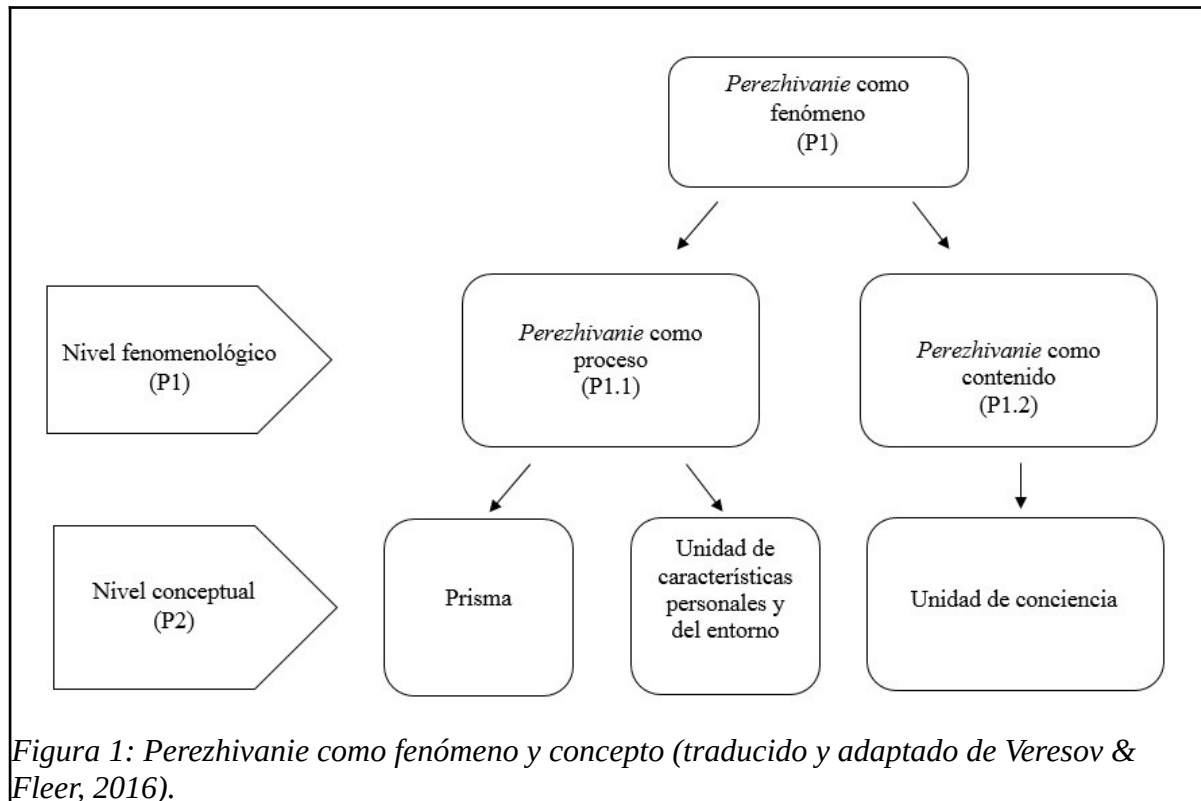 Perezhivanie como
fenómeno
(P1)
Nivel fenomenológico
(P1)
Perezhivanie como
proceso
(P1.1)
Perezhivanie como
contenido
(P1.2)
Nivel conceptual
(P2)
Prisma
Unidad de
características
personales y
del entorno
Unidad de conciencia
Figura 1: Perezhivanie como fenómeno y concepto (traducido y adaptado de Veresov &
Fleer, 2016).